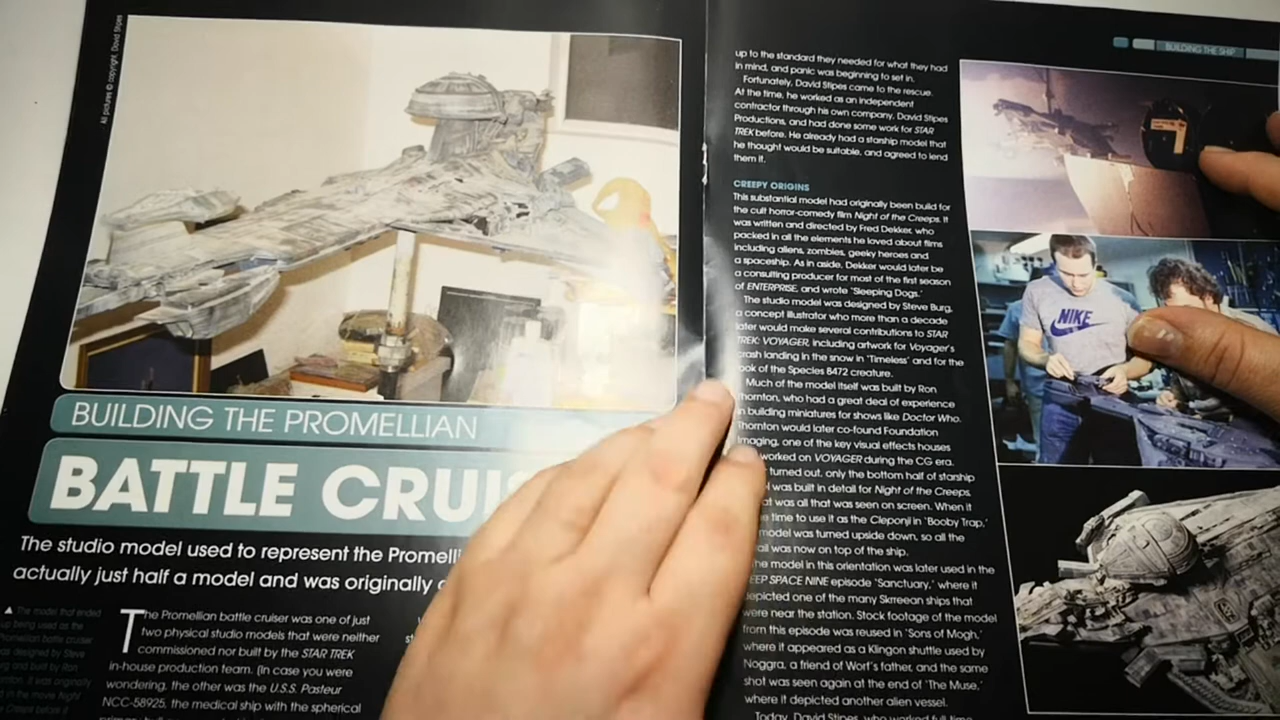 All pictures © copyright, David Stipes
BUILDING THE PROMELLIAN
BATTLE CRUIS
The studio model used to represent the Promelli
actually just half a model and was originally
▲ The model that ended
up being used as the
Promellian battle cruiser
was designed by Steve
Burg and built by Ron
The Promellian battle cruiser was one of just
two physical studio models that were neither
commissioned nor built by the STAR TREK
in-house production team. (In case you were
wondering, the other was the U.S.S. Pasteur
NCC-58925, the medical ship with the spherical
BUILDING THE SHIP
up to the standard they needed for what they had
in mind, and panic was beginning to set in.
Fortunately, David Stipes came to the rescue.
At the time, he worked as an independent
contractor through his own company, David Stipes
Productions, and had done some work for STAR
TREK before. He already had a starship model that
he thought would be suitable, and agreed to lend
them it.
CREEPY ORIGINS
This substantial model had originally been build for
the cult horror-comedy film Night of the Creeps. It
was written and directed by Fred Dekker, who
packed in all the elements he loved about films
including aliens, zombies, geeky heroes and
a spaceship. As in aside, Dekker would later be
a consulting producer for most of the first season
of ENTERPRISE, and wrote 'Sleeping Dogs.'
The studio model was designed by Steve Burg,
a concept illustrator who more than a decade
later would make several contributions to STAR
TREK: VOYAGER, including artwork for Voyager's
crash landing in the snow in 'Timeless' and for the
look of the Species 8472 creature.
Much of the model itself was built by Ron
Thornton, who had a great deal of experience
in building miniatures for shows like Doctor Who.
Thornton would later co-found Foundation
Imaging, one of the key visual effects houses
worked on VOYAGER during the CG era.
turned out, only the bottom half of starship
was built in detail for Night of the Creeps,
at was all that was seen on screen. When it
time to use it as the Cleponji in 'Booby Trap,'
model was turned upside down, so all the
ail was now on top of the ship.
he model in this orientation was later used in the
EEP SPACE NINE episode 'Sanctuary,' where it
depicted one of the many Skrreean ships that
were near the station. Stock footage of the model
from this episode was reused in 'Sons of Mogh,'
where it appeared as a Klingon shuttle used by
Noggra, a friend of Worf's father, and the same
shot was seen again at the end of 'The Muse,'
where it depicted another alien vessel.
Today, David Stipes, who worked full time
NIKE